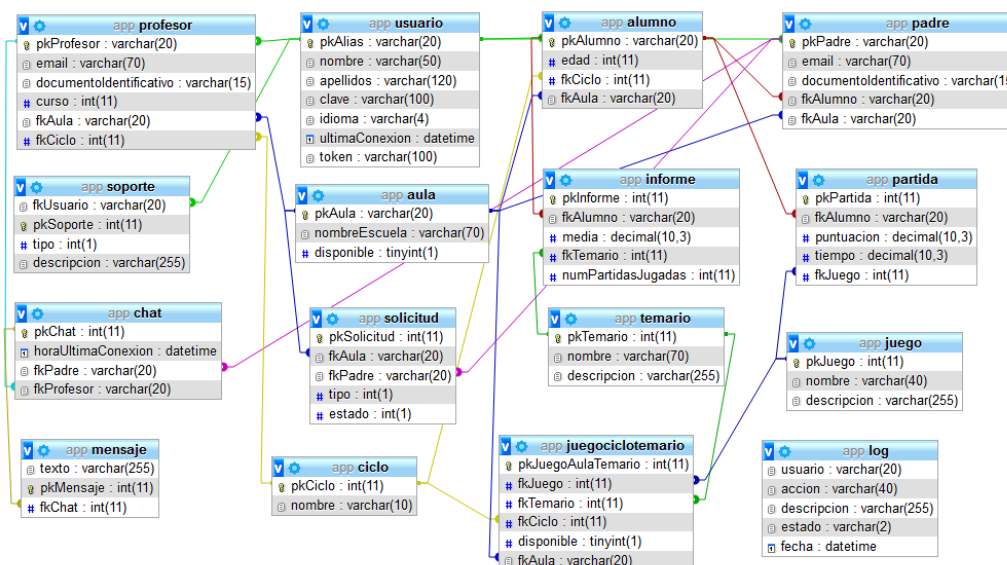 app profesor
pkProfesor : varchar(20)
email : varchar(70)
documentoIdentificativo : varchar(15)
curso : int(11)
fkAula : varchar(20)
fkCiclo : int(11)
app usuario
pkAlias : varchar(20)
nombre : varchar(50)
apellidos : varchar(120)
clave : varchar(100)
idioma : varchar(4)
ultimaConexion : datetime
token : varchar(100)
app alumno
pkAlumno : varchar(20)
edad : int(11)
fkCiclo : int(11)
fkAula : varchar(20)
app padre
pkPadre : varchar(20)
email : varchar(70)
documentoIdentificativo : varchar(15
fkAlumno : varchar(20)
fkAula : varchar(20)
app soporte
fkUsuario : varchar(20)
pkSoporte : int(11)
tipo : int(1)
descripcion : varchar(255)
app aula
pkAula : varchar(20)
nombreEscuela : varchar(70)
disponible : tinyint(1)
app informe
pkInforme : int(11)
fkAlumno : varchar(20)
media : decimal(10,3)
fkTemario : int(11)
numPartidasJugadas : int(11)
app partida
pkPartida : int(11)
fkAlumno : varchar(20)
puntuacion : decimal(10,3)
tiempo : decimal(10,3)
fkJuego : int(11)
app chat
pkChat : int(11)
horaUltimaConexion : datetime
fkPadre : varchar(20)
fkProfesor : varchar(20)
app solicitud
pkSolicitud : int(11)
fkAula : varchar(20)
fkPadre : varchar(20)
tipo : int(1)
estado : int(1)
app temario
pkTemario : int(11)
nombre : varchar(70)
descripcion : varchar(255)
app juego
pkJuego : int(11)
nombre : varchar(40)
descripcion : varchar(255)
app mensaje
texto : varchar(255)
pkMensaje : int(11)
fkChat : int(11)
app ciclo
pkCiclo : int(11)
nombre : varchar(10)
app juegociclotemario
pkJuegoAulaTemario : int(11)
fkJuego : int(11)
fkTemario : int(11)
fkCiclo : int(11)
disponible : tinyint(1)
fkAula : varchar(20)
app log
usuario : varchar(20)
accion : varchar(40)
descripcion : varchar(255)
estado : varchar(2)
fecha : datetime